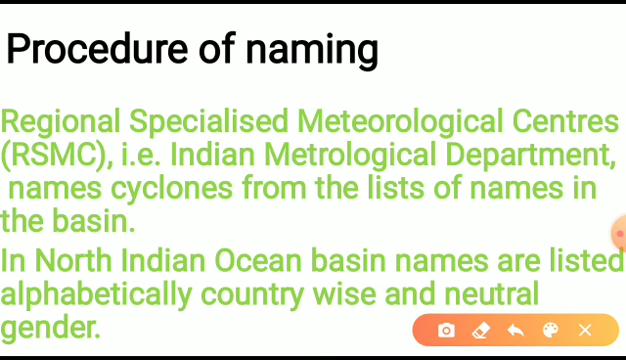 Procedure of naming
Regional Specialised Meteorological Centres
(RSMC), i.e. Indian Metrological Department,
names cyclones from the lists of names in
the basin.
In North Indian Ocean basin names are listed
alphabetically country wise and neutral
gender.